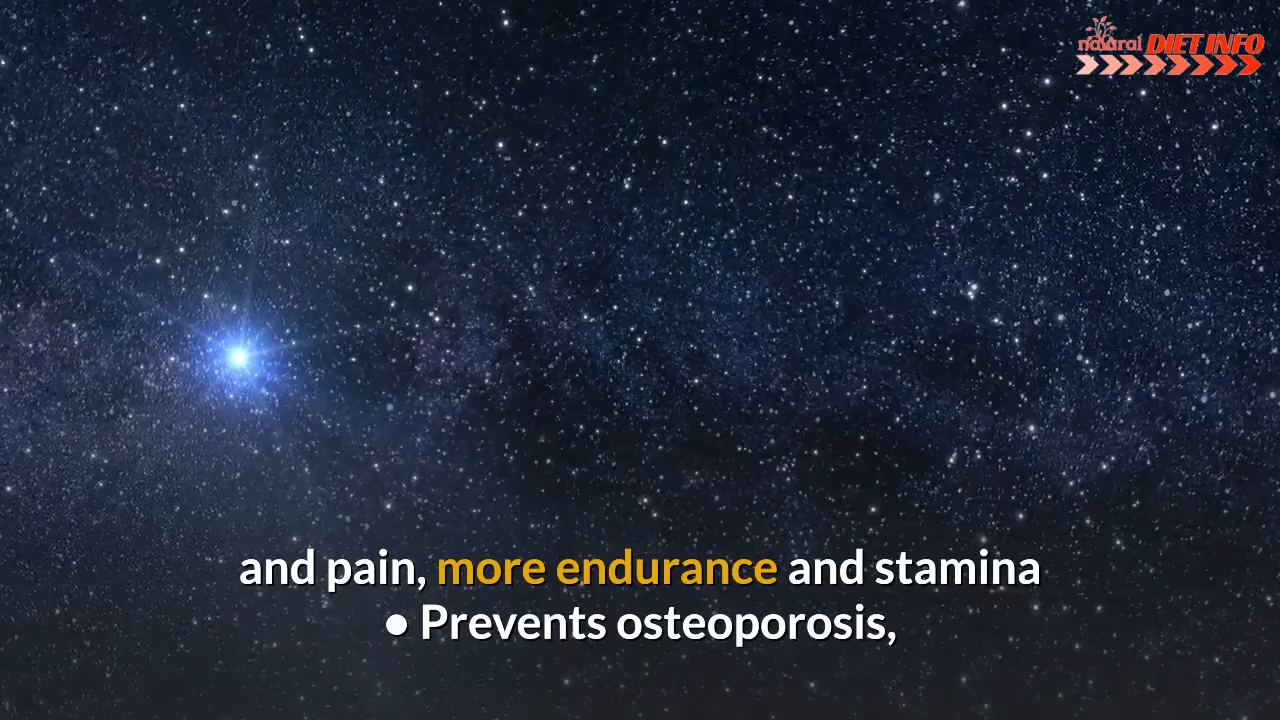 natural DIET INFO
and pain, more endurance and stamina
● Prevents osteoporosis,